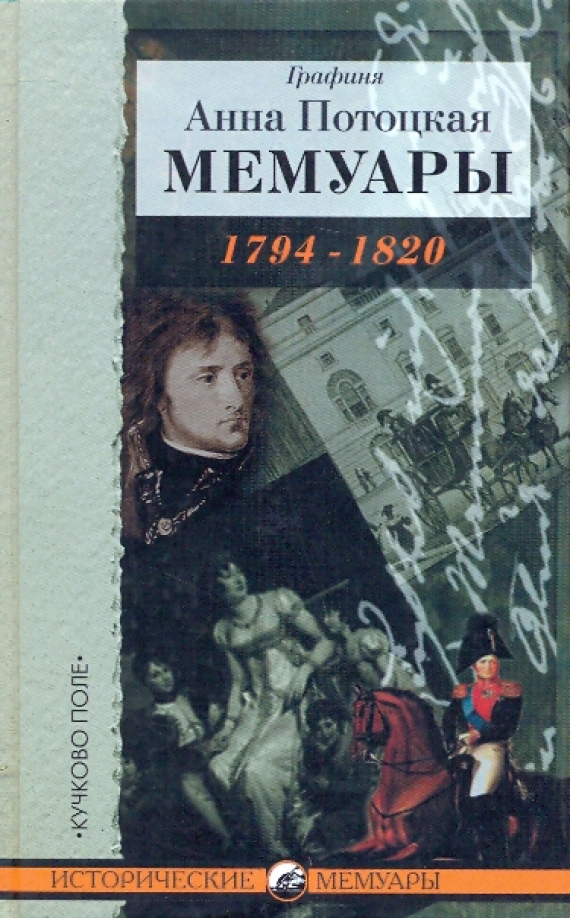 Графиня
Анна Потоцкая
МЕМУАРЫ
1794 - 1820
•КУЧКОВО ПОЛЕ•
ИСТОРИЧЕСКИЕ МЕМУАРЫ